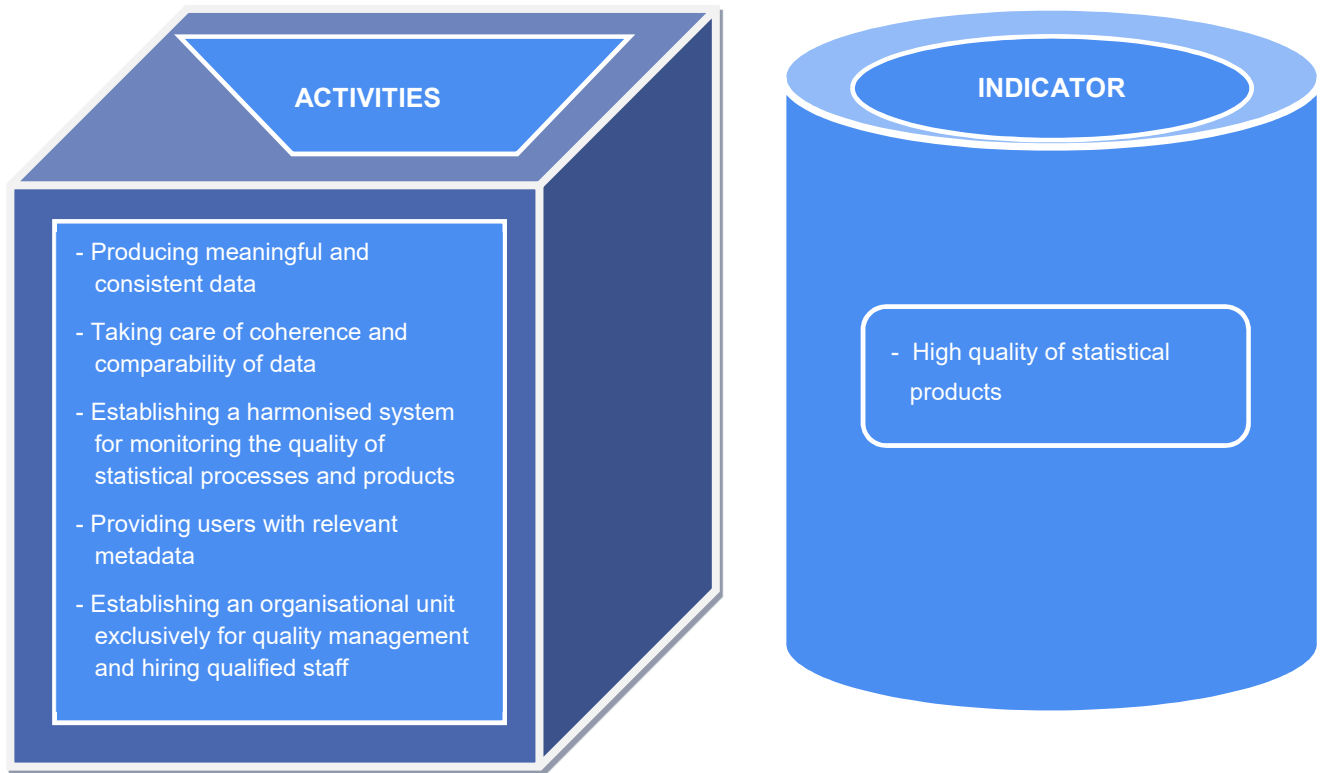 ACTIVITIES
- Producing meaningful and
consistent data
- Taking care of coherence and
comparability of data
- Establishing a harmonised system
for monitoring the quality of
statistical processes and products
- Providing users with relevant
metadata
- Establishing an organisational unit
exclusively for quality management
and hiring qualified staff
INDICATOR
- High quality of statistical
products